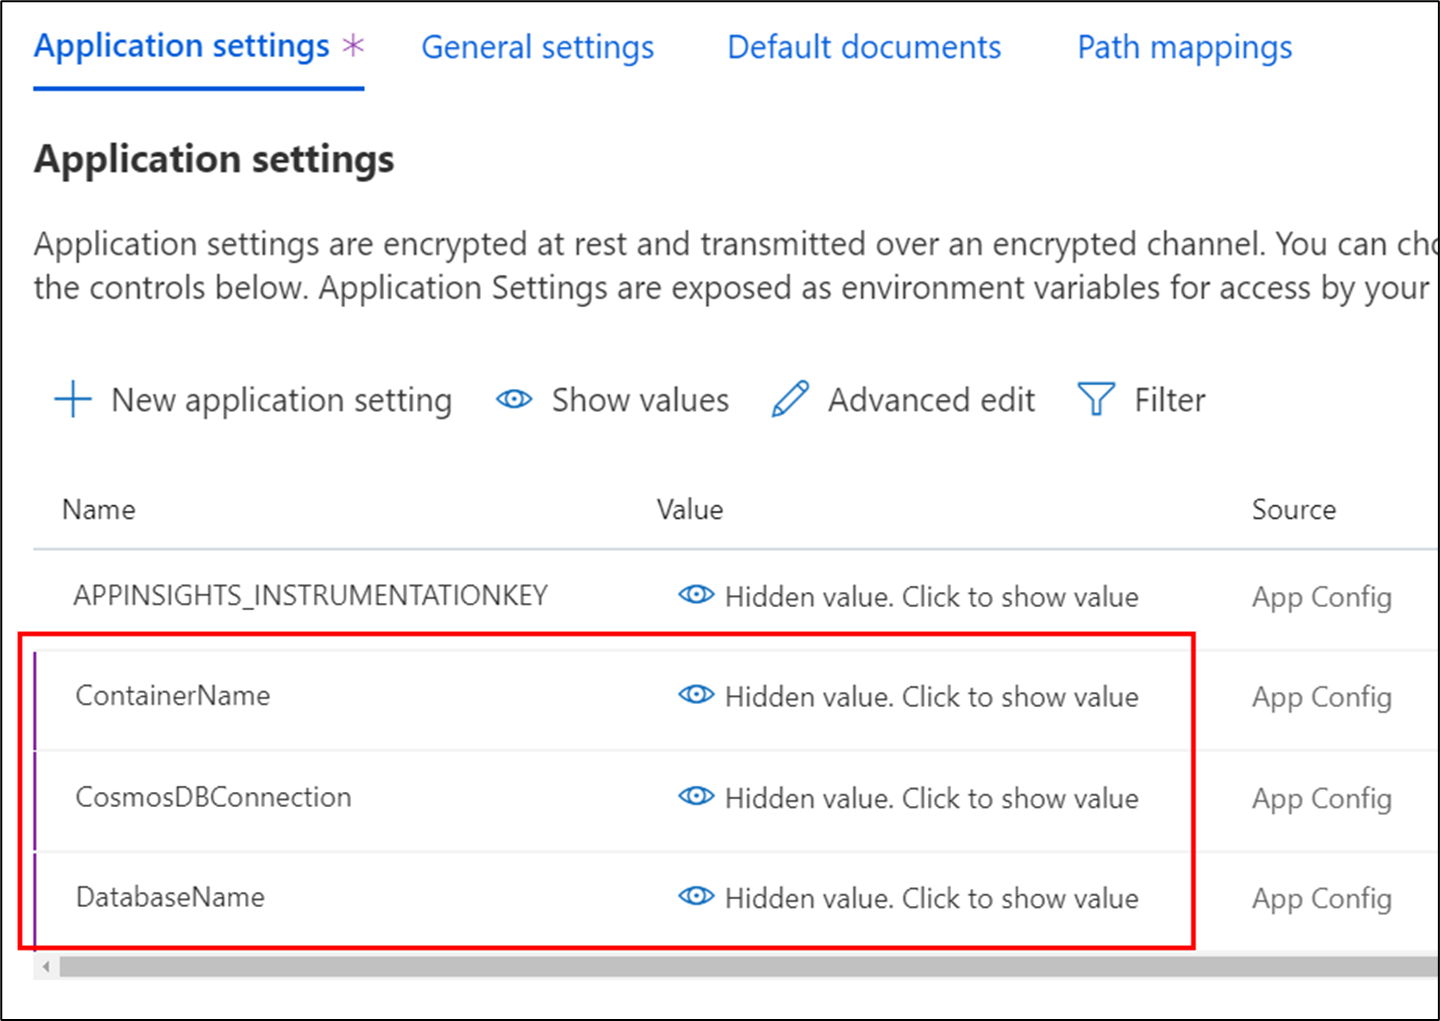 Application settings * General settings Default documents Path mappings
Application settings
Application settings are encrypted at rest and transmitted over an encrypted channel. You can
the controls below. Application Settings are exposed as environment variables for access by your
New application setting Show values Advanced edit Filter
Name Value Source
APPINSIGHTS_INSTRUMENTATIONKEY Hidden value. Click to show value App Config
ContainerName Hidden value. Click to show value App Config
CosmosDBConnection Hidden value. Click to show value App Config
DatabaseName Hidden value. Click to show value App Config